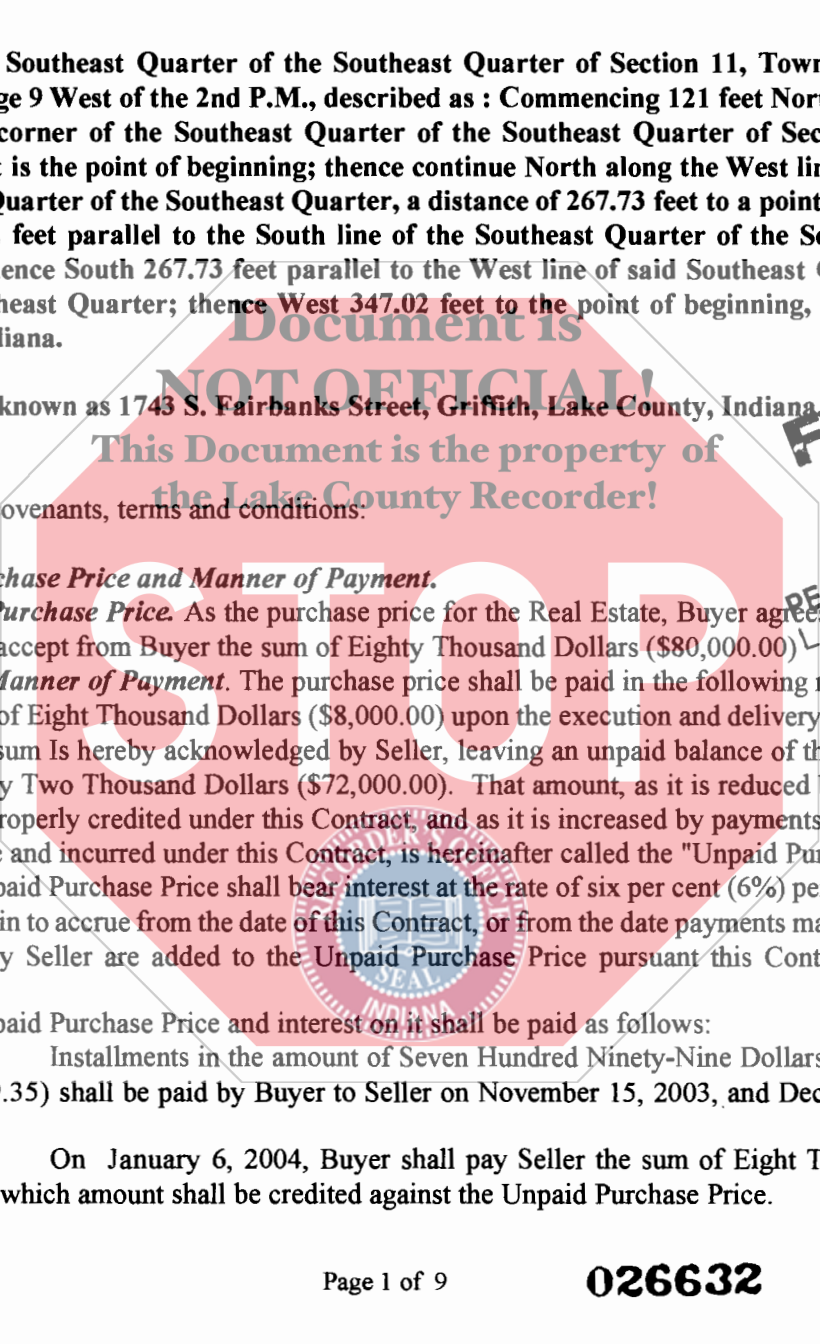 Southeast Quarter of the Southeast Quarter of Section 11, Town
ge 9 West of the 2nd P.M., described as : Commencing 121 feet Nor
corner of the Southeast Quarter of the Southeast Quarter of Sec
t is the point of beginning; thence continue North along the West lin
Quarter of the Southeast Quarter, a distance of 267.73 feet to a point
feet parallel to the South line of the Southeast Quarter of the So
ence South 267.73 feet parallel to the West line of said Southeast
heast Quarter; thence West 347.02 feet to the point of beginning,
liana.
Document is
NOT OFFICIAL!
known as 1743 S. Fairbanks Street, Griffith, Lake County, Indiana
This Document is the property of
the Lake County Recorder!
ovenants, terms and conditions:
STOP
chase Price and Manner of Payment.
Purchase Price. As the purchase price for the Real Estate, Buyer agrees
accept from Buyer the sum of Eighty Thousand Dollars ($80,000.00)
Manner of Payment. The purchase price shall be paid in the following
of Eight Thousand Dollars ($8,000.00) upon the execution and delivery
sum Is hereby acknowledged by Seller, leaving an unpaid balance of th
y Two Thousand Dollars ($72,000.00). That amount, as it is reduced
roperly credited under this Contract, and as it is increased by payments
e and incurred under this Contract, is hereinafter called the "Unpaid Pur
paid Purchase Price shall bear interest at the rate of six per cent (6%) pe
in to accrue from the date of this Contract, or from the date payments ma
y Seller are added to the Unpaid Purchase Price pursuant this Cont
RECORDER'S OFFICE
SEAL
INDIANA
paid Purchase Price and interest on it shall be paid as follows:
Installments in the amount of Seven Hundred Ninety-Nine Dollars
9.35) shall be paid by Buyer to Seller on November 15, 2003, and Dec
On January 6, 2004, Buyer shall pay Seller the sum of Eight T
which amount shall be credited against the Unpaid Purchase Price.
Page 1 of 9
026632